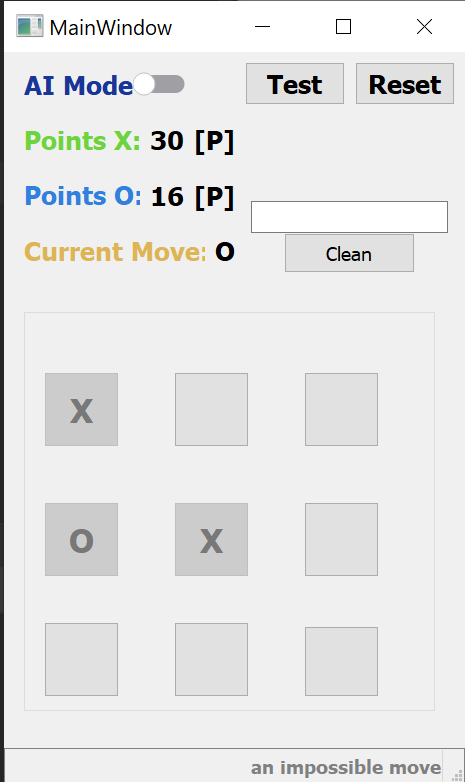 MainWindow
AI Mode
Test
Reset
Points X: 30 [P]
Points O: 16 [P]
Current Move: O
Clean
X
O X
an impossible move